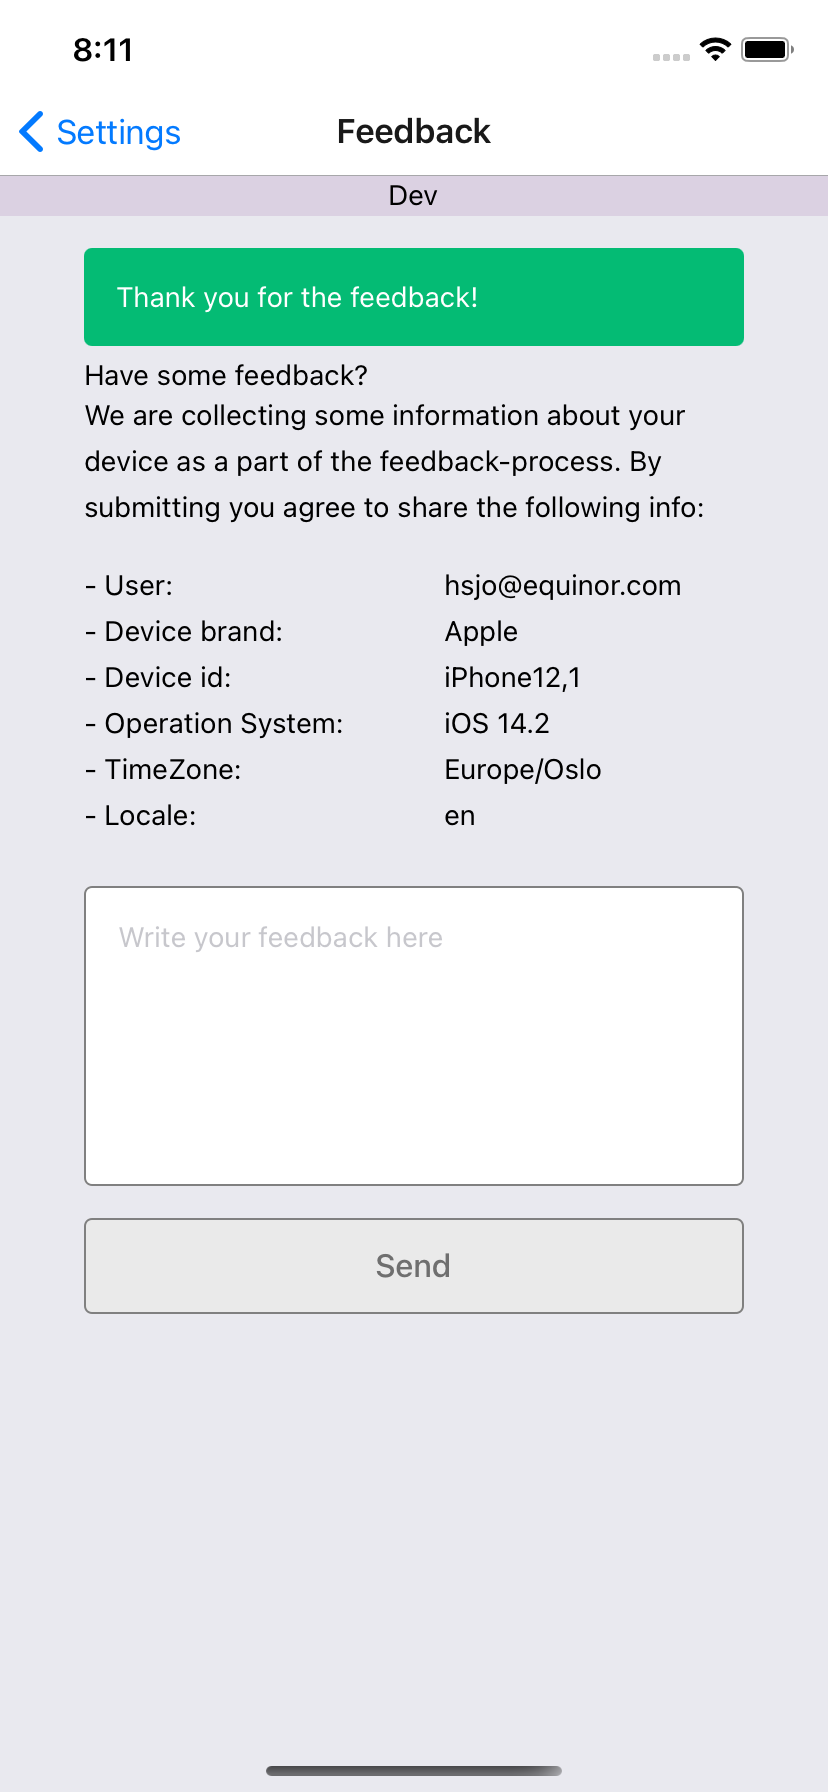 8:11
Settings
Feedback
Dev
Thank you for the feedback!
Have some feedback?
We are collecting some information about your
device as a part of the feedback-process. By
submitting you agree to share the following info:
- User: hsjo@equinor.com
- Device brand: Apple
- Device id: iPhone12,1
- Operation System: iOS 14.2
- TimeZone: Europe/Oslo
- Locale: en
Write your feedback here
Send